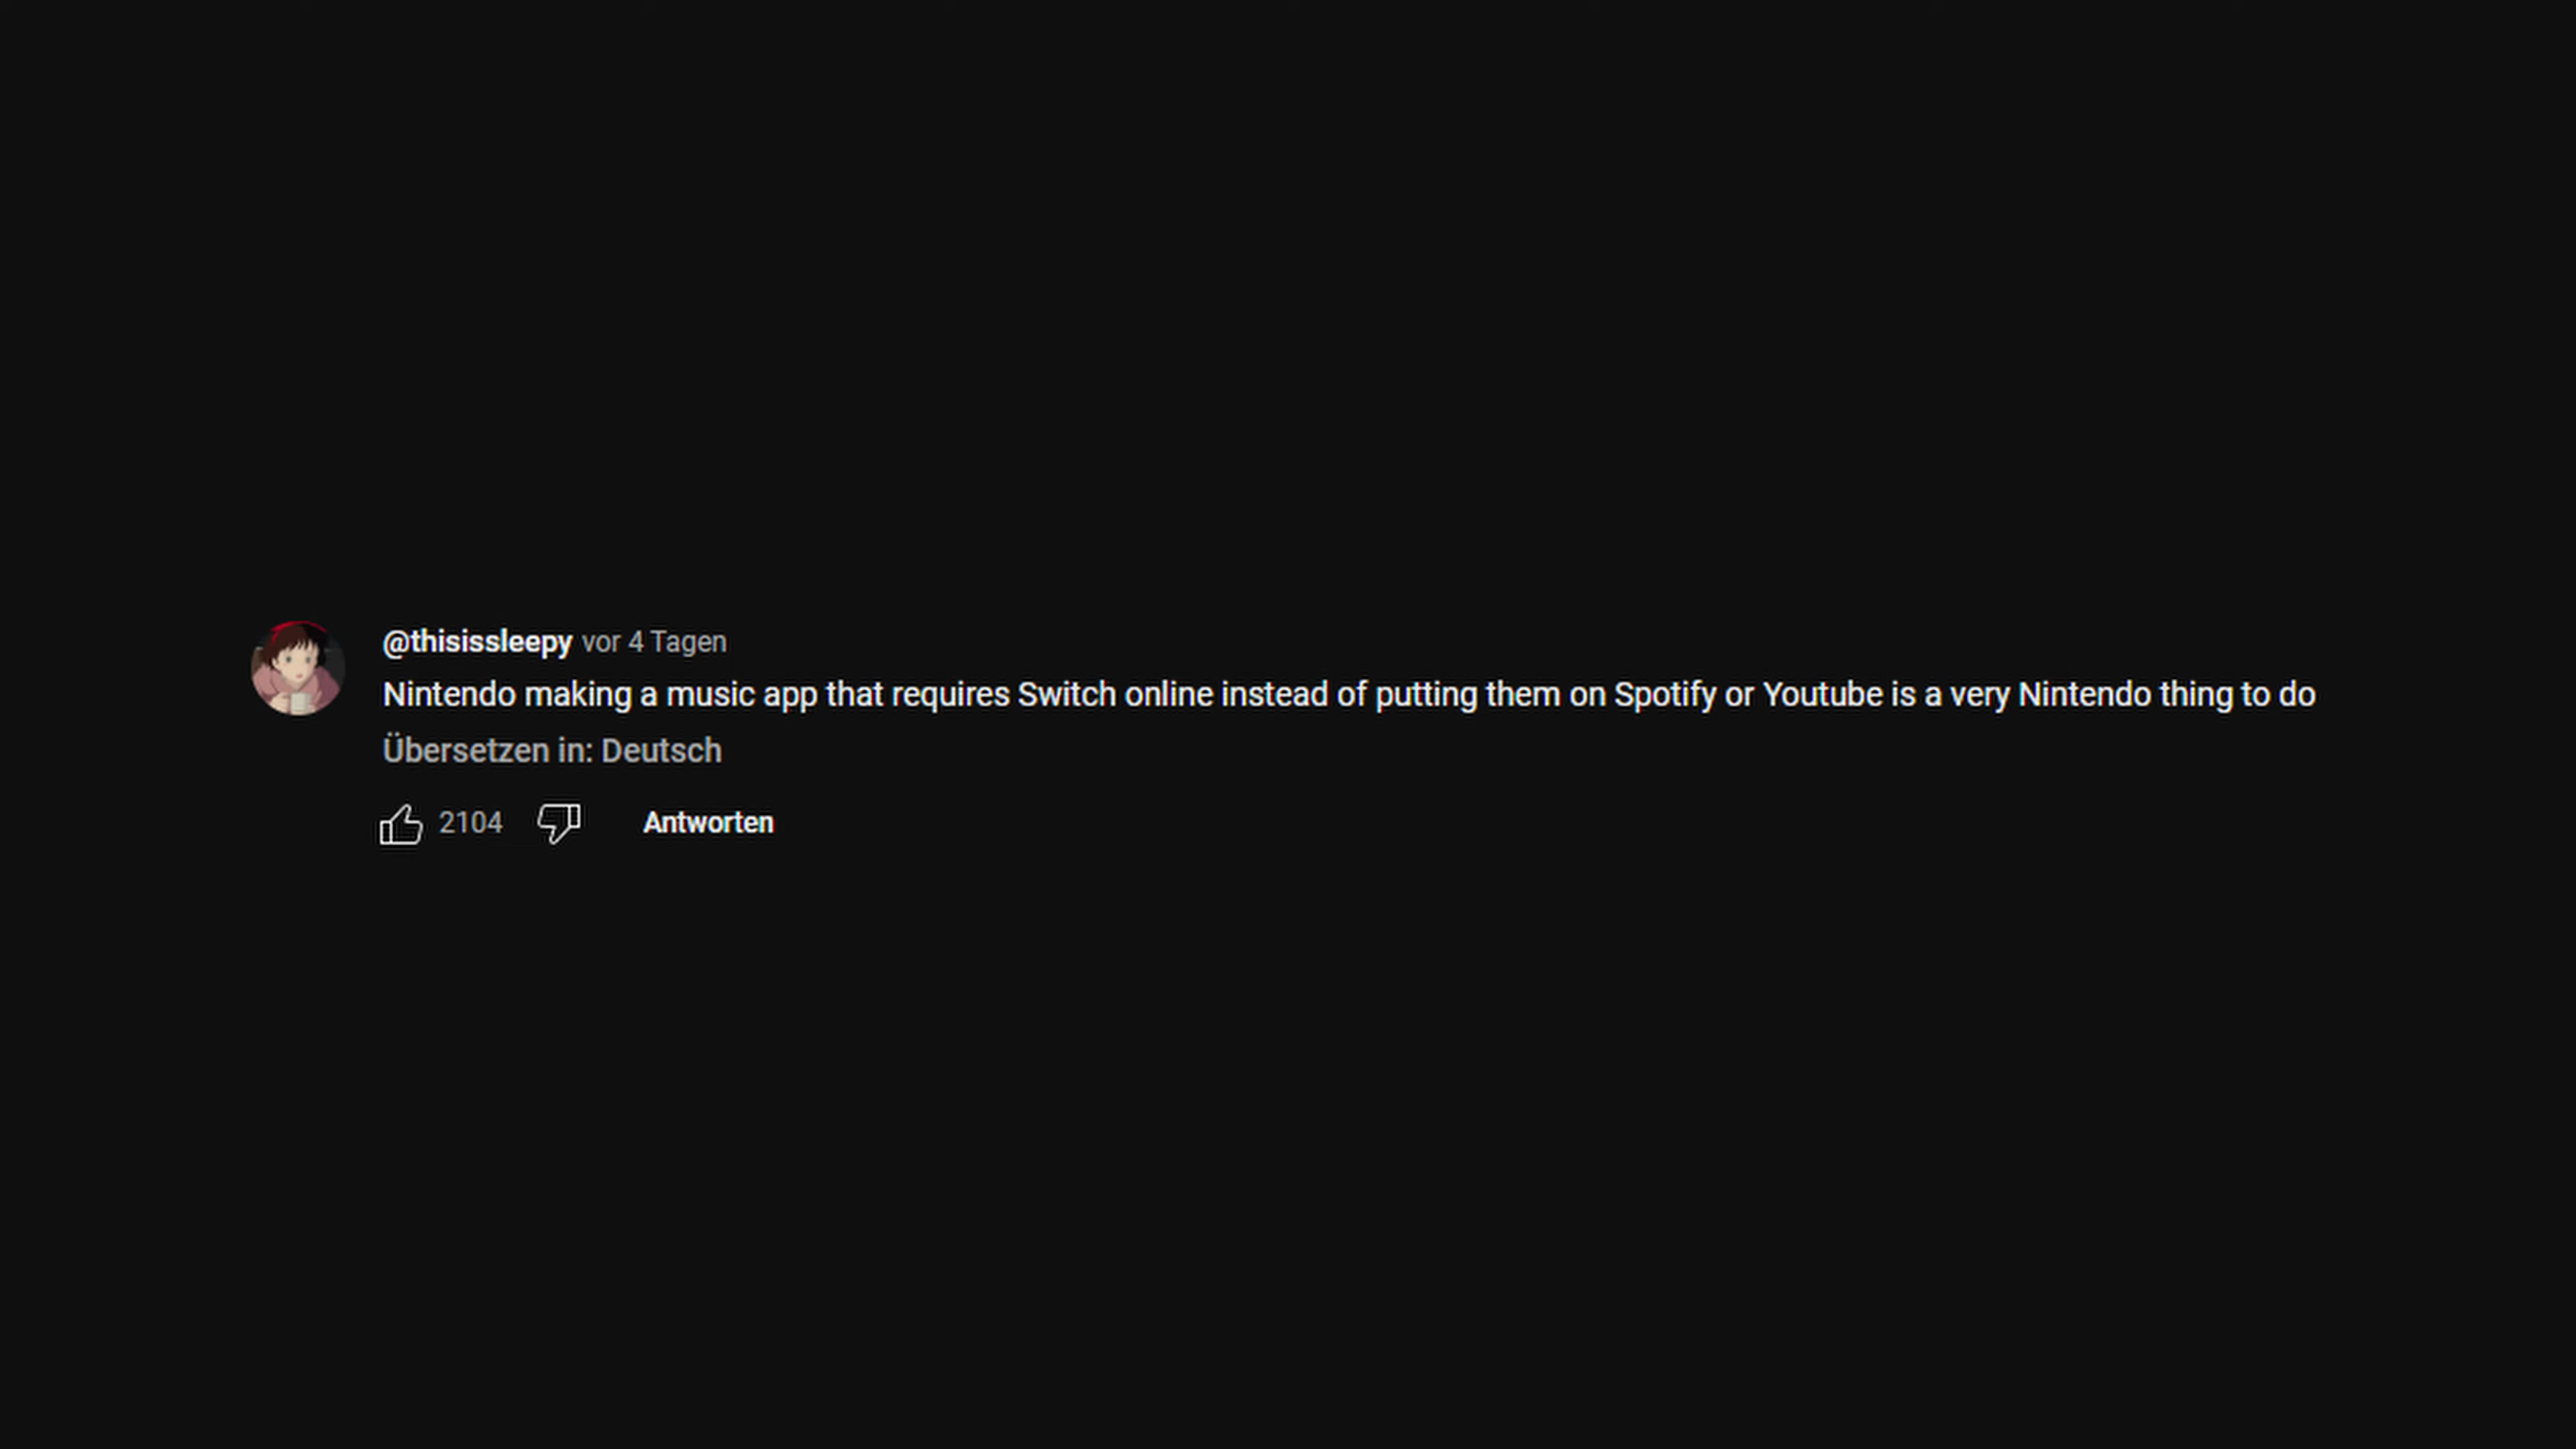 @thisissleepy vor 4 Tagen
Nintendo making a music app that requires Switch online instead of putting them on Spotify or Youtube is a very Nintendo thing to do
Übersetzen in: Deutsch
2104 Antworten